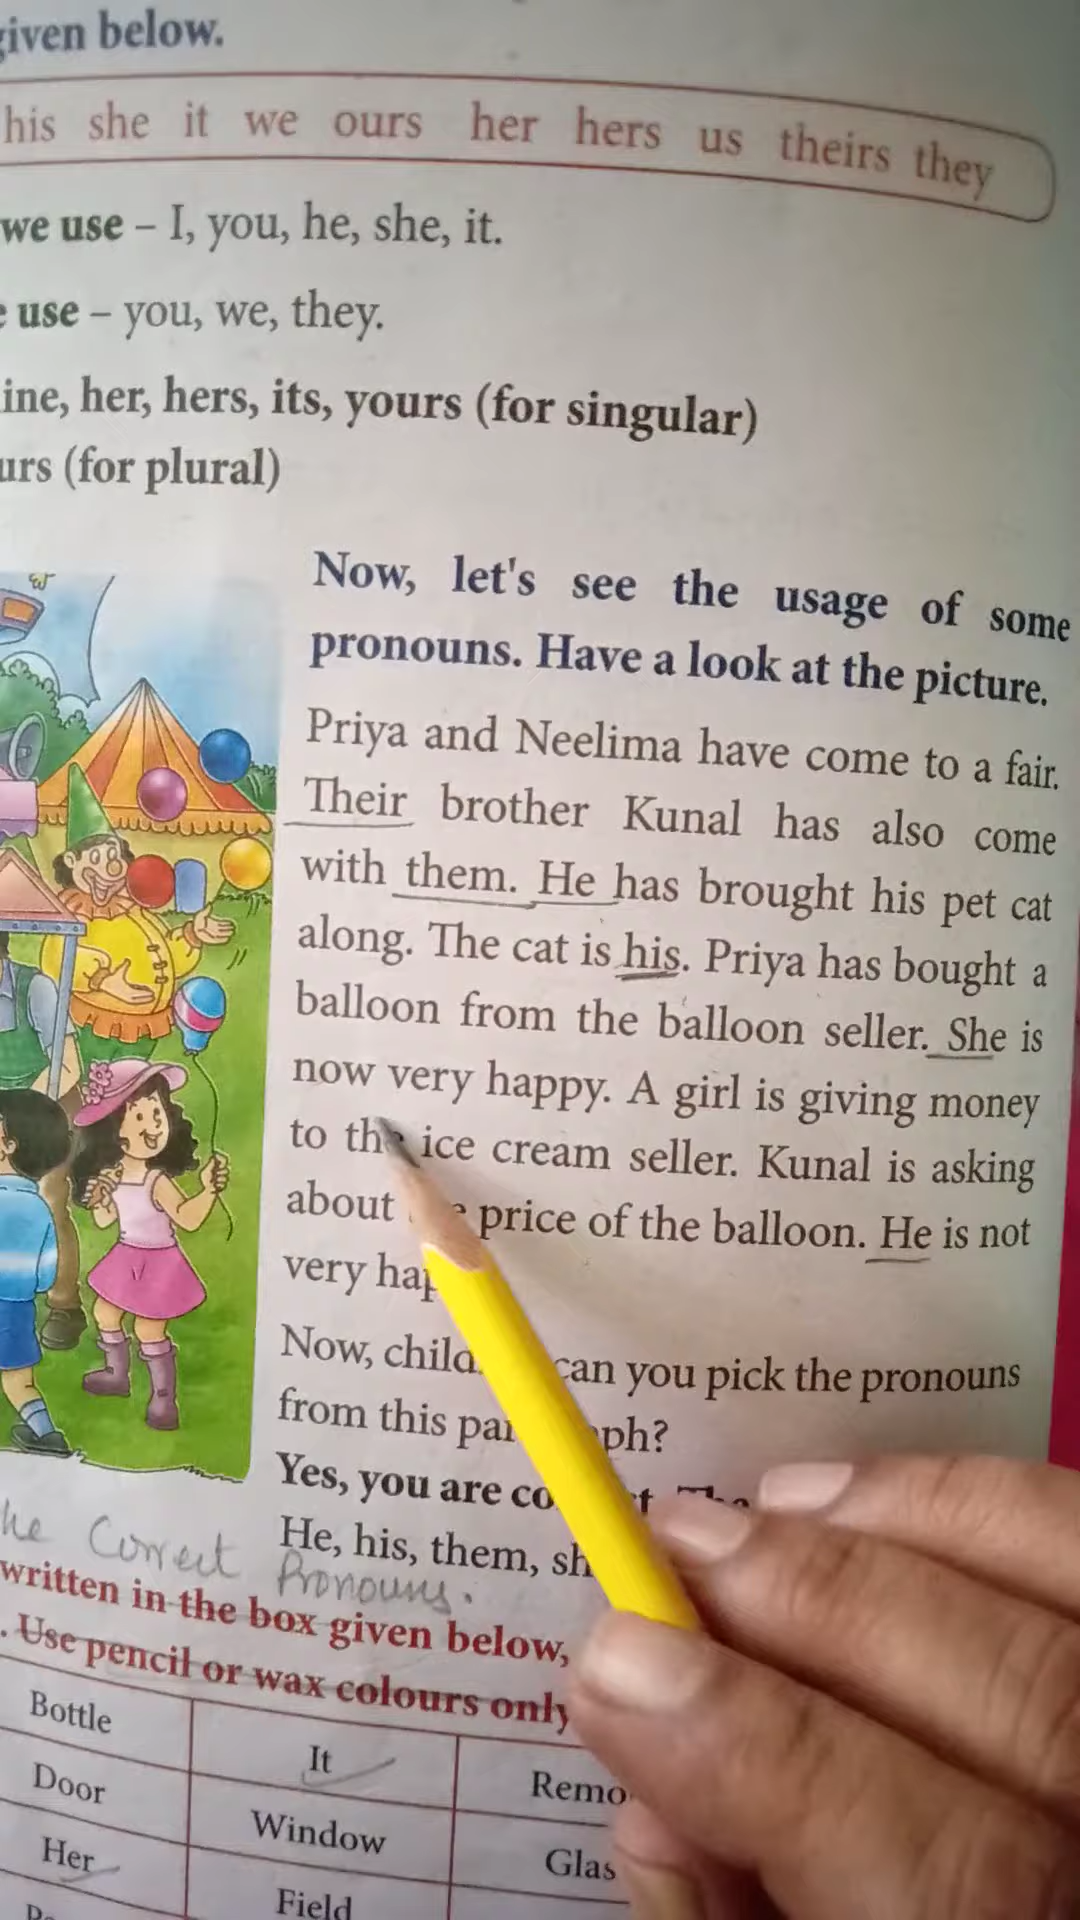 given below.
his she it we ours her hers us theirs they
we use – I, you, he, she, it.
use – you, we, they.
ine, her, hers, its, yours (for singular)
urs (for plural)
Now, let's see the usage of some
pronouns. Have a look at the picture.
Priya and Neelima have come to a fair.
Their brother Kunal has also come
with them. He has brought his pet cat
along. The cat is his. Priya has bought a
balloon from the balloon seller. She is
now very happy. A girl is giving money
to the ice cream seller. Kunal is asking
about price of the balloon. He is not
very hap
Now, child can you pick the pronouns
from this par ph?
Yes, you are co t. The
He, his, them, sh
he Correct Pronouns.
written in the box given below,
. Use pencil or wax colours only
Bottle It Remo
Door Window Glas
Her Field